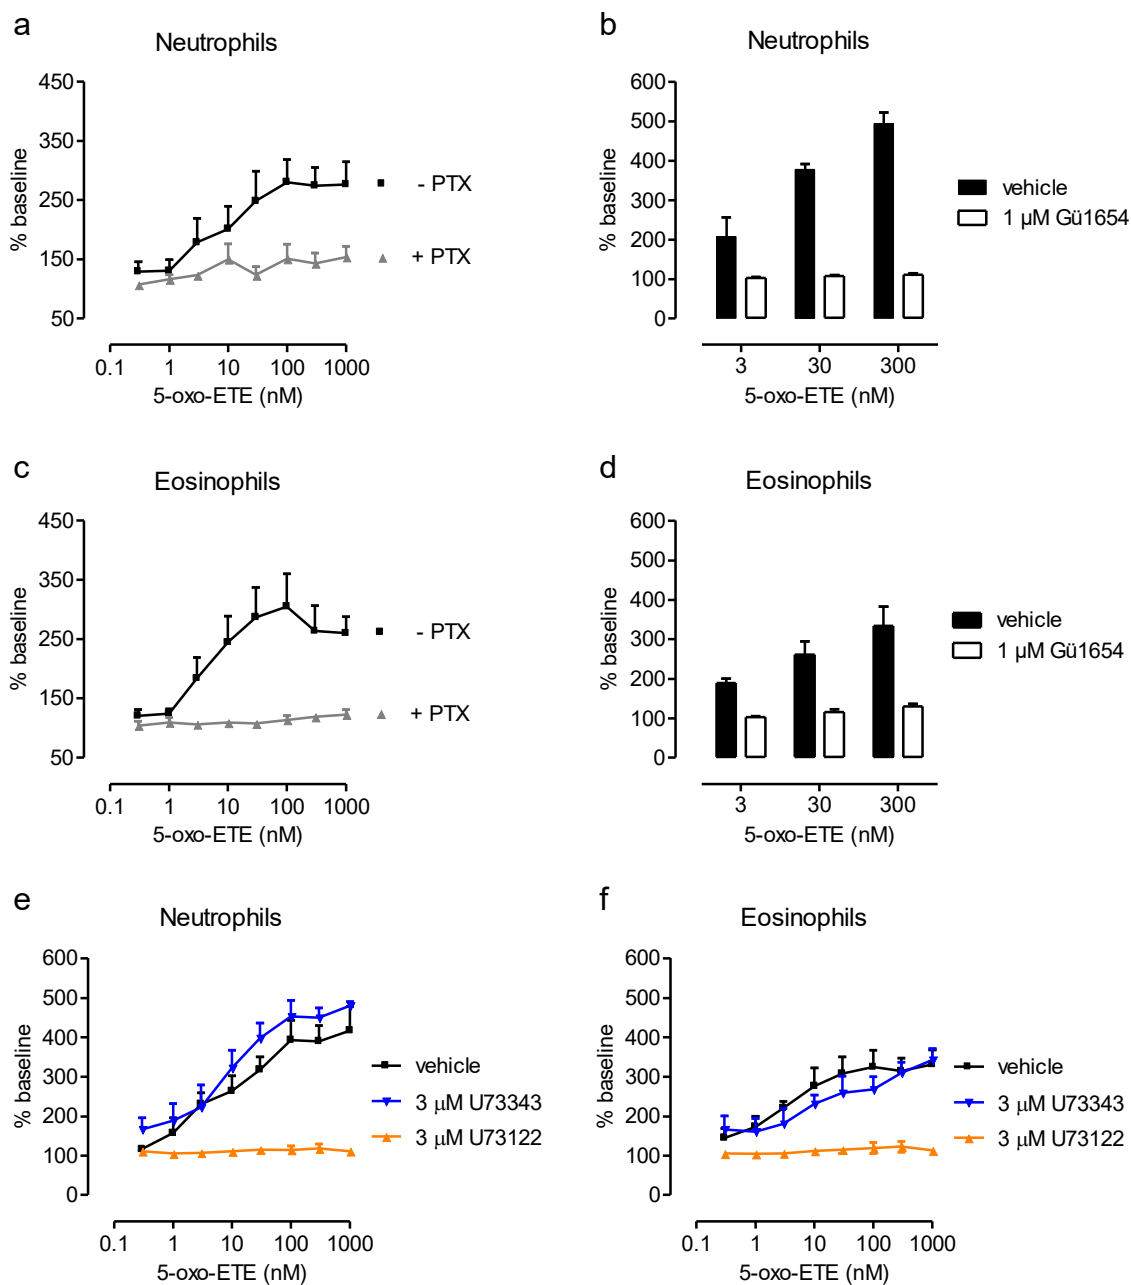 a
Neutrophils
% baseline
450
350
250
150
50
- PTX
+ PTX
0.1 1 10 100 1000
5-oxo-ETE (nM)
b
Neutrophils
% baseline
600
500
400
300
200
100
0
vehicle
1 µM Gü1654
3 30 300
5-oxo-ETE (nM)
c
Eosinophils
% baseline
450
350
250
150
50
- PTX
+ PTX
0.1 1 10 100 1000
5-oxo-ETE (nM)
d
Eosinophils
% baseline
600
500
400
300
200
100
0
vehicle
1 µM Gü1654
3 30 300
5-oxo-ETE (nM)
e
Neutrophils
% baseline
600
500
400
300
200
100
0
vehicle
3 µM U73343
3 µM U73122
0.1 1 10 100 1000
5-oxo-ETE (nM)
f
Eosinophils
% baseline
600
500
400
300
200
100
0
vehicle
3 µM U73343
3 µM U73122
0.1 1 10 100 1000
5-oxo-ETE (nM)